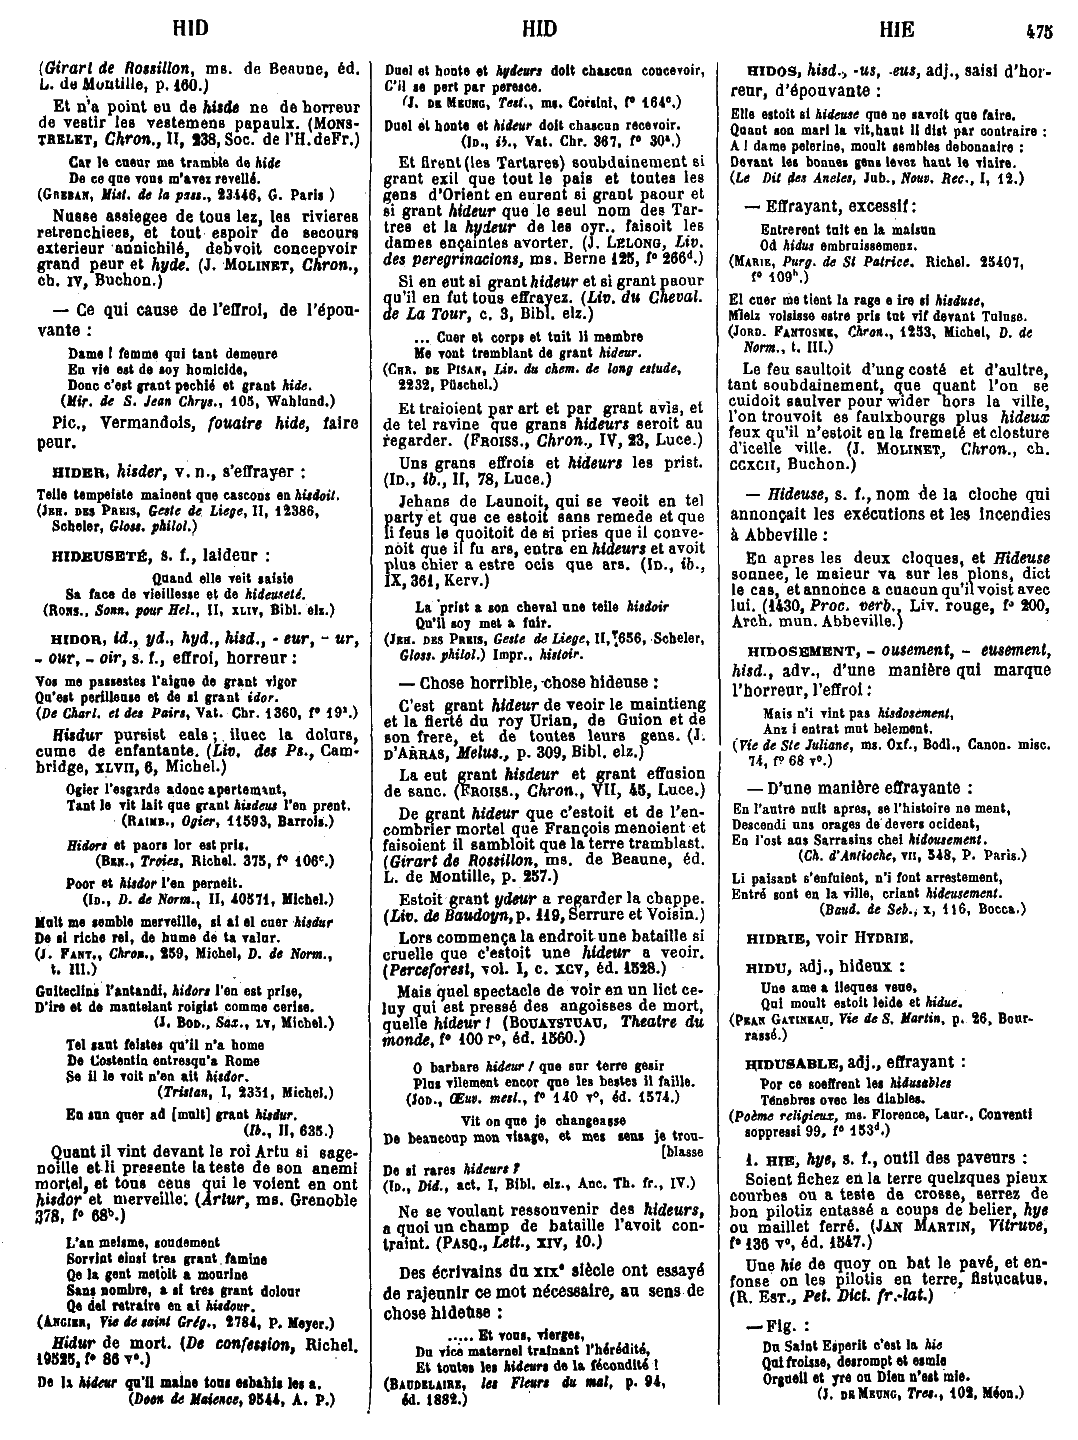 HID
HID
HIE
475
(Girart de Rossillon, ms. de Beaune, éd.
L. de Montille, p. 160.)
Et n'a point eu de hisde ne de horreur
de vestir les vestemens papaulx. (MONS-
TRELET, Chron., II, 238, Soc. de l'H. de Fr.)
Car le cueur me tramble de hide
De ce que vous m'avez revellé.
(GREBAN, Mist. de la pass., 23446, G. Paris )
Nusse assiegee de tous lez, les rivieres
retrenchiees, et tout espoir de secours
exterieur annichilé, debvoit concepvoir
grand peur et hyde. (J. MOLINET, Chron.,
ch. IV, Buchon.)
— Ce qui cause de l'effroi, de l'épou-
vante :
Dame ! femme qui tant demeure
En vie est de soy homicide,
Donc c'est grant pechié et grant hide.
(Mir. de S. Jean Chrys., 105, Wahlund.)
Pic., Vermandois, fouaire hide, faire
peur.
HIDER, hisder, v. n., s'effrayer :
Telle tempeiste mainent que cascons en hisdoit.
(JEH. DES PREIS, Geste de Liege, II, 12386,
Scheler, Gloss. philol.)
HIDEUSETÉ, s. f., laideur :
Quand elle veit saisie
Sa face de vieillesse et de hideuseté.
(RONS., Sonn. pour Hel., II, XLIV, Bibl. elz.)
HIDOR, id., yd., hyd., hisd., - eur, - ur,
- our, - oir, s. f., effroi, horreur :
Vos me passestes l'aigue de grant vigor
Qu'est perilleuse et de si grant idor.
(De Charl. et des Pairs, Vat. Chr. 1360, f° 19ª.)
Hisdur pursist eals ; iluec la dolurs,
cume de enfantante. (Liv. des Ps., Cam-
bridge, XLVII, 6, Michel.)
Ogier l'esgarde adonc apertemant,
Tant le vit lait que grant hisdeus l'en prent.
(RAIMB., Ogier, 11593, Barrois.)
Hidors et paors lor est pris.
(BEN., Troies, Richel. 375, f° 106ᶜ.)
Poor et hisdor l'en perneit.
(ID., D. de Norm., II, 40571, Michel.)
Mult me semble merveille, si ai el cuer hisdur
De si riche rei, de hume de ta valur.
(J. FANT., Chron., 259, Michel, D. de Norm.,
t. III.)
Guiteclins l'antandi, hidors l'en est prise,
D'ire et de mantelant roigist comme cerise.
(J. BOD., Sax., LV, Michel.)
Tel sunt feistes qu'il n'a home
De Costentin entresqu'a Rome
Se il le voit n'en ait hisdor.
(Tristan, I, 2351, Michel.)
En sun quer ad [mult] grant hisdur.
(Ib., II, 635.)
Quant il vint devant le roi Artu si sage-
noille et li presente la teste de son anemi
mortel, et tous ceus qui le voient en ont
hisdor et merveille. (Artur, ms. Grenoble
378, f° 68ᵇ.)
L'an meisme, soudement
Sorvint einsi tres grant famine
Qe la gent metoit a mourine
Sanz nombre, a si tres grant dolour
Qe del retraire en ai hisdour.
(ANGIER, Vie de saint Grég., 2784, P. Meyer.)
Hidur de mort. (De confession, Richel.
19525, f° 86 v°.)
De la hideur qu'il maine tous esbahis les a.
(Doon de Maience, 9544, A. P.)
Duel et honte et hydeurs doit chascun concevoir,
C'il se pert par peresce.
(J. DE MEUNG, Test., ms. Corsini, f° 164ᶜ.)
Duel et honte et hideur doit chascun recevoir.
(ID., ib., Vat. Chr. 367, f° 30ª.)
Et firent (les Tartares) soubdainement si
grant exil que tout le pais et toutes les
gens d'Orient en eurent si grant paour et
si grant hideur que le seul nom des Tar-
tres et la hydeur de les oyr.. faisoit les
dames ençaintes avorter. (J. LELONG, Liv.
des peregrinacions, ms. Berne 125, f° 266ᵈ.)
Si en eut si grant hideur et si grant paour
qu'il en fut tous effrayez. (Liv. du Cheval.
de La Tour, c. 3, Bibl. elz.)
... Cuer et corps et tuit li membre
Me vont tremblant de grant hideur.
(CHR. DE PISAN, Liv. du chem. de long estude,
2232, Püschel.)
Et traioient par art et par grant avis, et
de tel ravine que grans hideurs seroit au
regarder. (FROISS., Chron., IV, 23, Luce.)
Uns grans effrois et hideurs les prist.
(ID., ib., II, 78, Luce.)
Jehans de Launoit, qui se veoit en tel
party et que ce estoit sans remede et que
li feus le quoitoit de si pries que il conve-
noit que il fu ars, entra en hideurs et avoit
plus chier a estre ocis que ars. (ID., ib.,
IX, 361, Kerv.)
La prist a son cheval une teile hisdoir
Qu'il soy met a fuir.
(JEH. DES PREIS, Geste de Liege, II, 7656, Scheler,
Gloss. philol.) Impr., histoir.
— Chose horrible, chose hideuse :
C'est grant hideur de veoir le maintieng
et la fierté du roy Urian, de Guion et de
son frere, et de toutes leurs gens. (J.
D'ARRAS, Melus., p. 309, Bibl. elz.)
La eut grant hisdeur et grant effusion
de sanc. (FROISS., Chron., VII, 45, Luce.)
De grant hideur que c'estoit et de l'en-
combrier mortel que François menoient et
faisoient il sambloit que la terre tramblast.
(Girart de Rossillon, ms. de Beaune, éd.
L. de Montille, p. 257.)
Estoit grant ydeur a regarder la chappe.
(Liv. de Baudoyn, p. 119, Serrure et Voisin.)
Lors commença la endroit une bataille si
cruelle que c'estoit une hideur a veoir.
(Perceforest, vol. I, c. XCV, éd. 1528.)
Mais quel spectacle de voir en un lict ce-
luy qui est pressé des angoisses de mort,
quelle hideur ! (BOUAYSTUAU, Theatre du
monde, f° 100 r°, éd. 1560.)
O barbare hideur ! que sur terre gesir
Plus vilement encor que les bestes il faille.
(JOD., Œuv. mesl., f° 140 v°, éd. 1574.)
Vit on que je changeasse
De beaucoup mon visage, et mes sens je trou-
[blasse
De si rares hideurs ?
(ID., Did., act. I, Bibl. elz., Anc. Th. fr., IV.)
Ne se voulant ressouvenir des hideurs,
a quoi un champ de bataille l'avoit con-
traint. (PASQ., Lett., XIV, 10.)
Des écrivains du XIXᵉ siècle ont essayé
de rajeunir ce mot nécessaire, au sens de
chose hideuse :
..... Et vous, vierges,
Du vice maternel traînant l'hérédité,
Et toutes les hideurs de la fécondité !
(BAUDELAIRE, les Fleurs du mal, p. 94,
éd. 1882.)
HIDOS, hisd., -us, -eus, adj., saisi d'hor-
reur, d'épouvante :
Elle estoit si hideuse que ne savoit que faire.
Quant son mari la vit, haut li dist par contraire :
A ! dame pelerine, moult sembles debonnaire :
Devant les bonnes gens levez haut le viaire.
(Le Dit des Anelés, Jub., Nouv. Rec., I, 12.)
— Effrayant, excessif :
Entrerent tuit en la maisun
Od hidus embruissemenz.
(MARIE, Purg. de St Patrice, Richel. 25407,
f° 109ᵇ.)
El cuer me tient la rage e ire si hisduse,
Mielz volsisse estre pris tut vif devant Tuluse.
(JORD. FANTOSME, Chron., 1253, Michel, D. de
Norm., t. III.)
Le feu saultoit d'ung costé et d'aultre,
tant soubdainement, que quant l'on se
cuidoit saulver pour wider hors la ville,
l'on trouvoit es faulxbourgs plus hideux
feux qu'il n'estoit en la fremeté et closture
d'icelle ville. (J. MOLINET, Chron., ch.
CCXCII, Buchon.)
— Hideuse, s. f., nom de la cloche qui
annonçait les exécutions et les incendies
à Abbeville :
En apres les deux cloques, et Hideuse
sonnee, le maieur va sur les plons, dict
le cas, et annonce a cuacun qu'il voist avec
lui. (1430, Proc. verb., Liv. rouge, f° 200,
Arch. mun. Abbeville.)
HIDOSEMENT, - ousement, - eusement,
hisd., adv., d'une manière qui marque
l'horreur, l'effroi :
Mais n'i vint pas hisdosement,
Anz i entrat mut belement.
(Vie de Ste Juliane, ms. Oxf., Bodl., Canon. misc.
74, f° 68 v°.)
— D'une manière effrayante :
En l'autre nuit apres, se l'histoire ne ment,
Descendi uns orages de devers ocident,
En l'ost aus Sarrasins chel hidousement.
(Ch. d'Antioche, VII, 548, P. Paris.)
Li paisant s'enfuient, n'i font arrestement,
Entré sont en la ville, criant hideusement.
(Baud. de Seb., X, 116, Bocca.)
HIDRIE, voir HYDRIE.
HIDU, adj., hideux :
Une ame a ileques veue,
Qui moult estoit leide et hidue.
(PEAN GATINEAU, Vie de S. Martin, p. 26, Bour-
rassé.)
HIDUSABLE, adj., effrayant :
Por ce soeffrent les hidusables
Ténebres ovec les diables.
(Poème religieux, ms. Florence, Laur., Conventi
soppressi 99, f° 153ᵈ.)
1. HIE, hye, s. f., outil des paveurs :
Soient fichez en la terre quelzques pieux
courbes ou a teste de crosse, serrez de
bon pilotiz entassé a coups de belier, hye
ou maillet ferré. (JAN MARTIN, Vitruve,
f° 136 v°, éd. 1547.)
Une hie de quoy on bat le pavé, et en-
fonse on les pilotis en terre, fistucatus.
(R. EST., Pet. Dict. fr.-lat.)
— Fig. :
Du Saint Esperit c'est la hie
Qui froisse, desrompt et esmie
Orgueil et yre ou Dieu n'est mie.
(J. DE MEUNG, Tres., 102, Méon.)